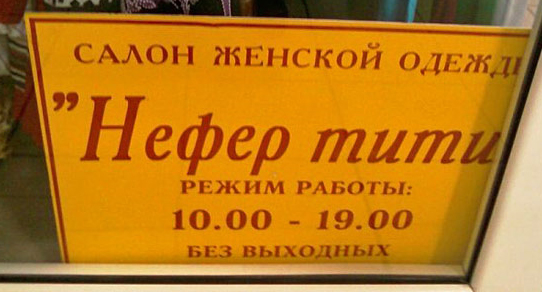 САЛОН ЖЕНСКОЙ ОДЕЖД
"Нефер тити
РЕЖИМ РАБОТЫ:
10.00 - 19.00
БЕЗ ВЫХОДНЫХ